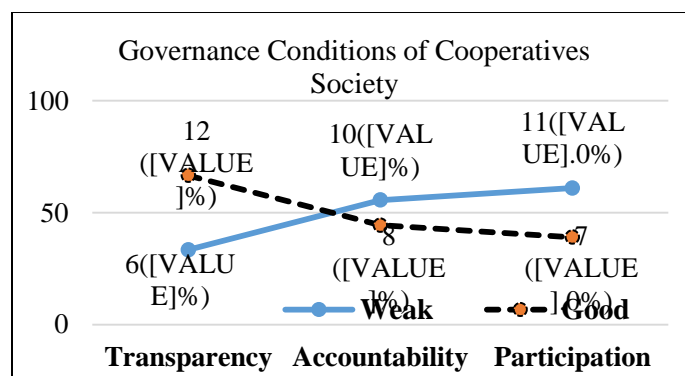 Governance Conditions of Cooperatives
Society
100
50
0
12
([VALUE
]%)
10([VAL
UE]%)
11([VAL
UE].0%)
6([VALU
E]%)
8
([VALUE
]%)
7
([VALUE
].0%)
Weak
Good
Transparency
Accountability
Participation